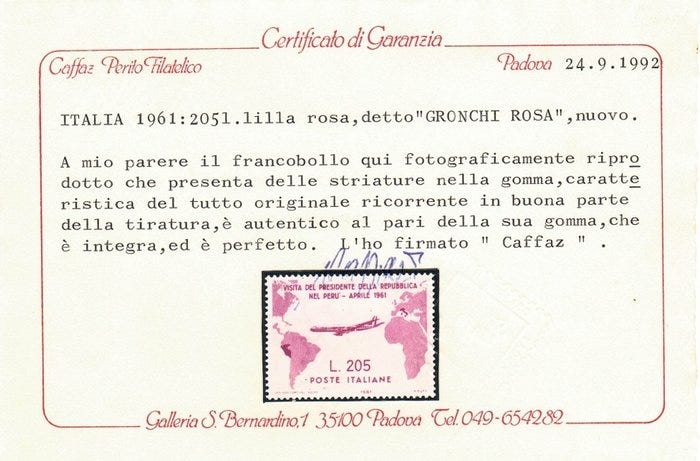 Certificato di Garanzia
Caffaz Perito Filatelico
Padova 24.9.1992
ITALIA 1961:205l.lilla rosa,detto"GRONCHI ROSA",nuovo.
A mio parere il francobollo qui fotograficamente ripro
dotto che presenta delle striature nella gomma,caratte
ristica del tutto originale ricorrente in buona parte
della tiratura,è autentico al pari della sua gomma,che
è integra,ed è perfetto. L'ho firmato " Caffaz " .
VISITA DEL PRESIDENTE DELLA REPUBBLICA
NEL PERU' - APRILE 1961
L. 205
POSTE ITALIANE
1961
Galleria S. Bernardino,1 35100 Padova Tel. 049-654282